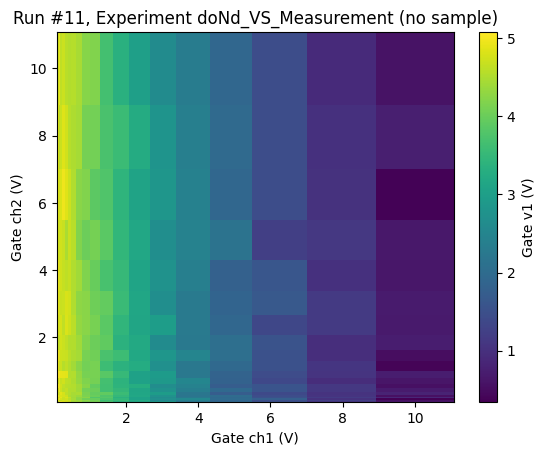 Run #11, Experiment doNd_VS_Measurement (no sample)
Gate ch2 (V)
10
8
6
4
2
2 4 6 8 10
Gate ch1 (V)
5
4
3
2
1
Gate v1 (V)